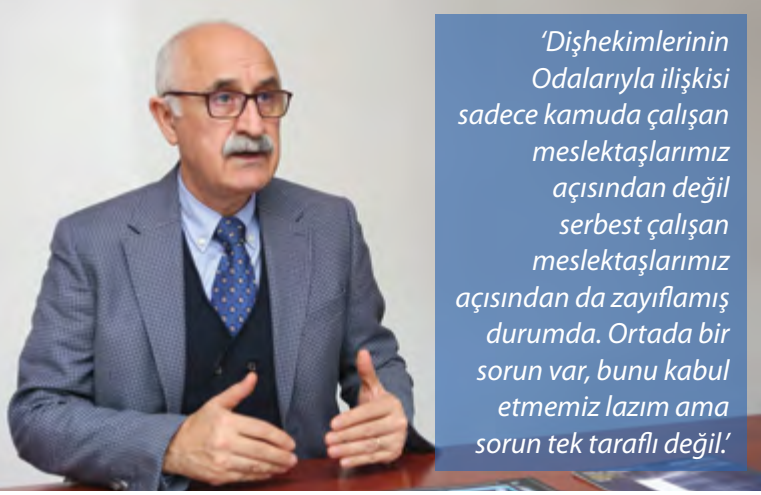 ‘Dişhekimlerinin
Odalarıyla ilişkisi
sadece kamuda çalışan
meslektaşlarımız
açısından değil
serbest çalışan
meslektaşlarımız
açısından da zayıflamış
durumda. Ortada bir
sorun var, bunu kabul
etmemiz lazım ama
sorun tek taraflı değil.’